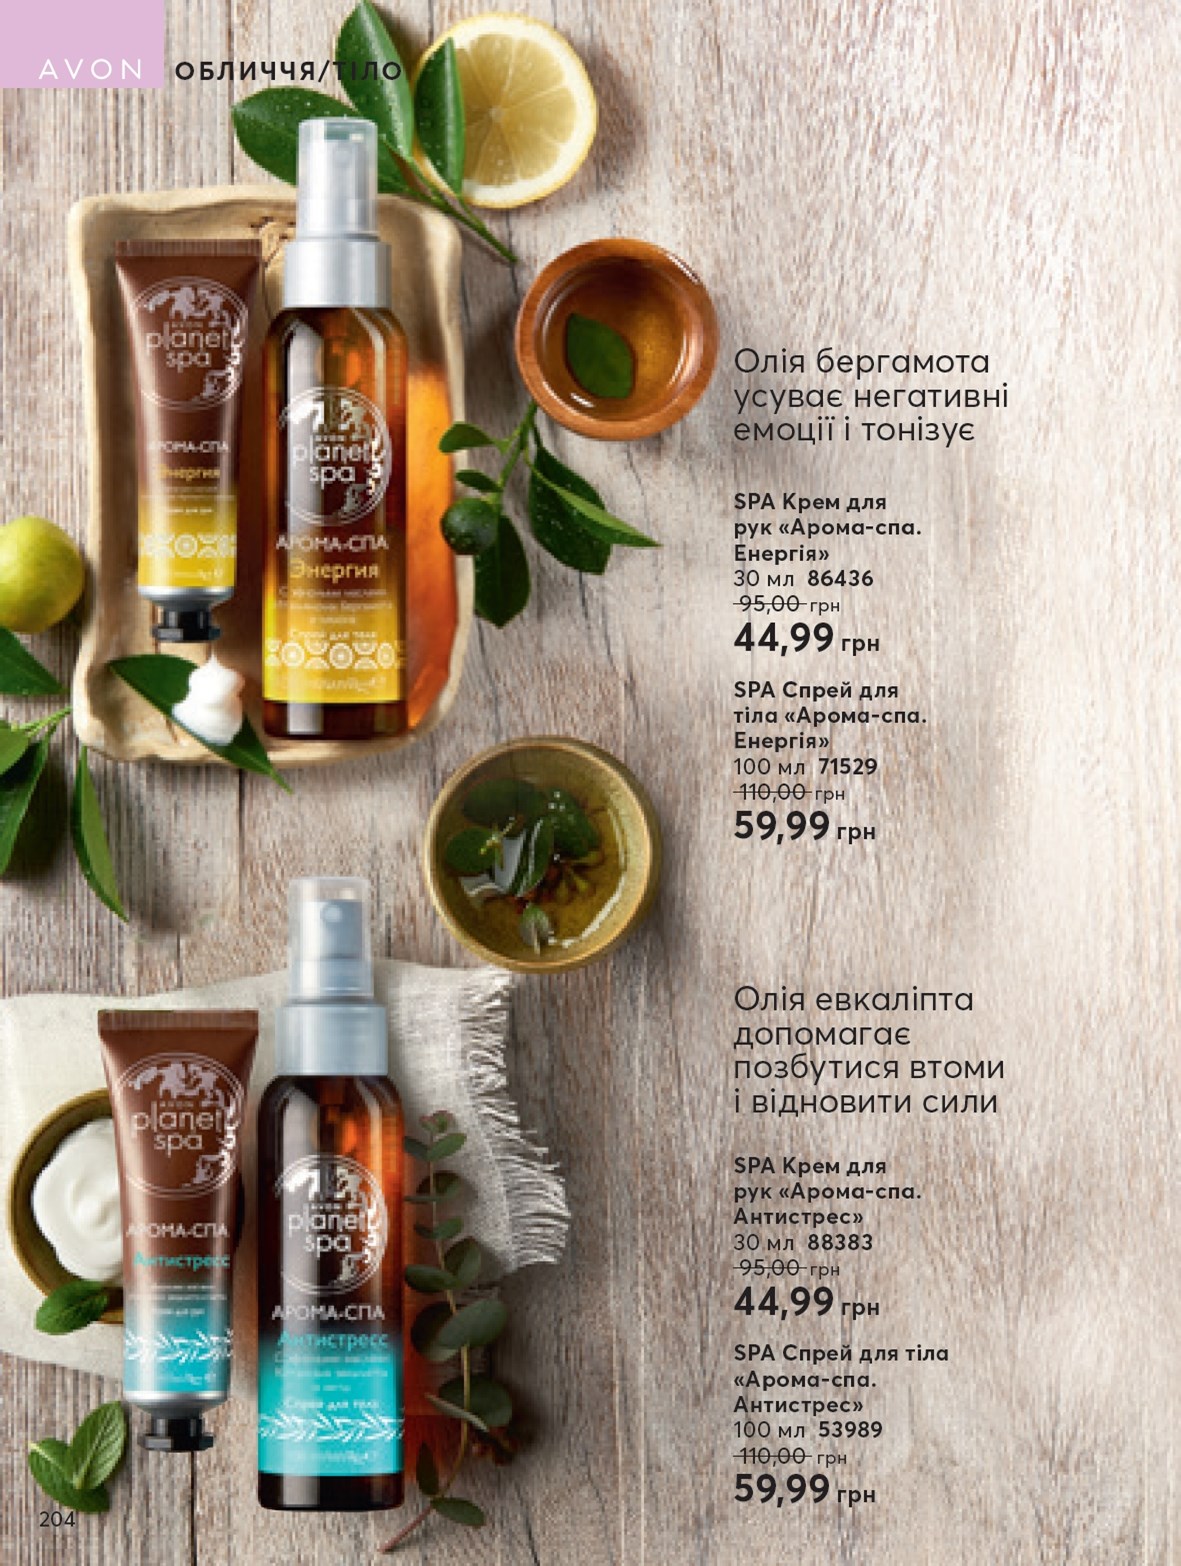 AVON ОБЛИЧЧЯ/ТІЛО
AVON
planet
spa
АРОМА-СПА
Энергия
AVON
planet
spa
АРОМА-СПА
Энергия
Спрей для тела
Олія бергамота
усуває негативні
емоції і тонізує
SPA Крем для
рук «Арома-спа.
Енергія»
30 мл 86436
95,00 грн
44,99 грн
SPA Спрей для
тіла «Арома-спа.
Енергія»
100 мл 71529
110,00 грн
59,99 грн
AVON
planet
spa
АРОМА-СПА
Антистресс
AVON
planet
spa
АРОМА-СПА
Антистресс
Спрей для тела
Олія евкаліпта
допомагає
позбутися втоми
і відновити сили
SPA Крем для
рук «Арома-спа.
Антистрес»
30 мл 88383
95,00 грн
44,99 грн
SPA Спрей для тіла
«Арома-спа.
Антистрес»
100 мл 53989
110,00 грн
59,99 грн
204